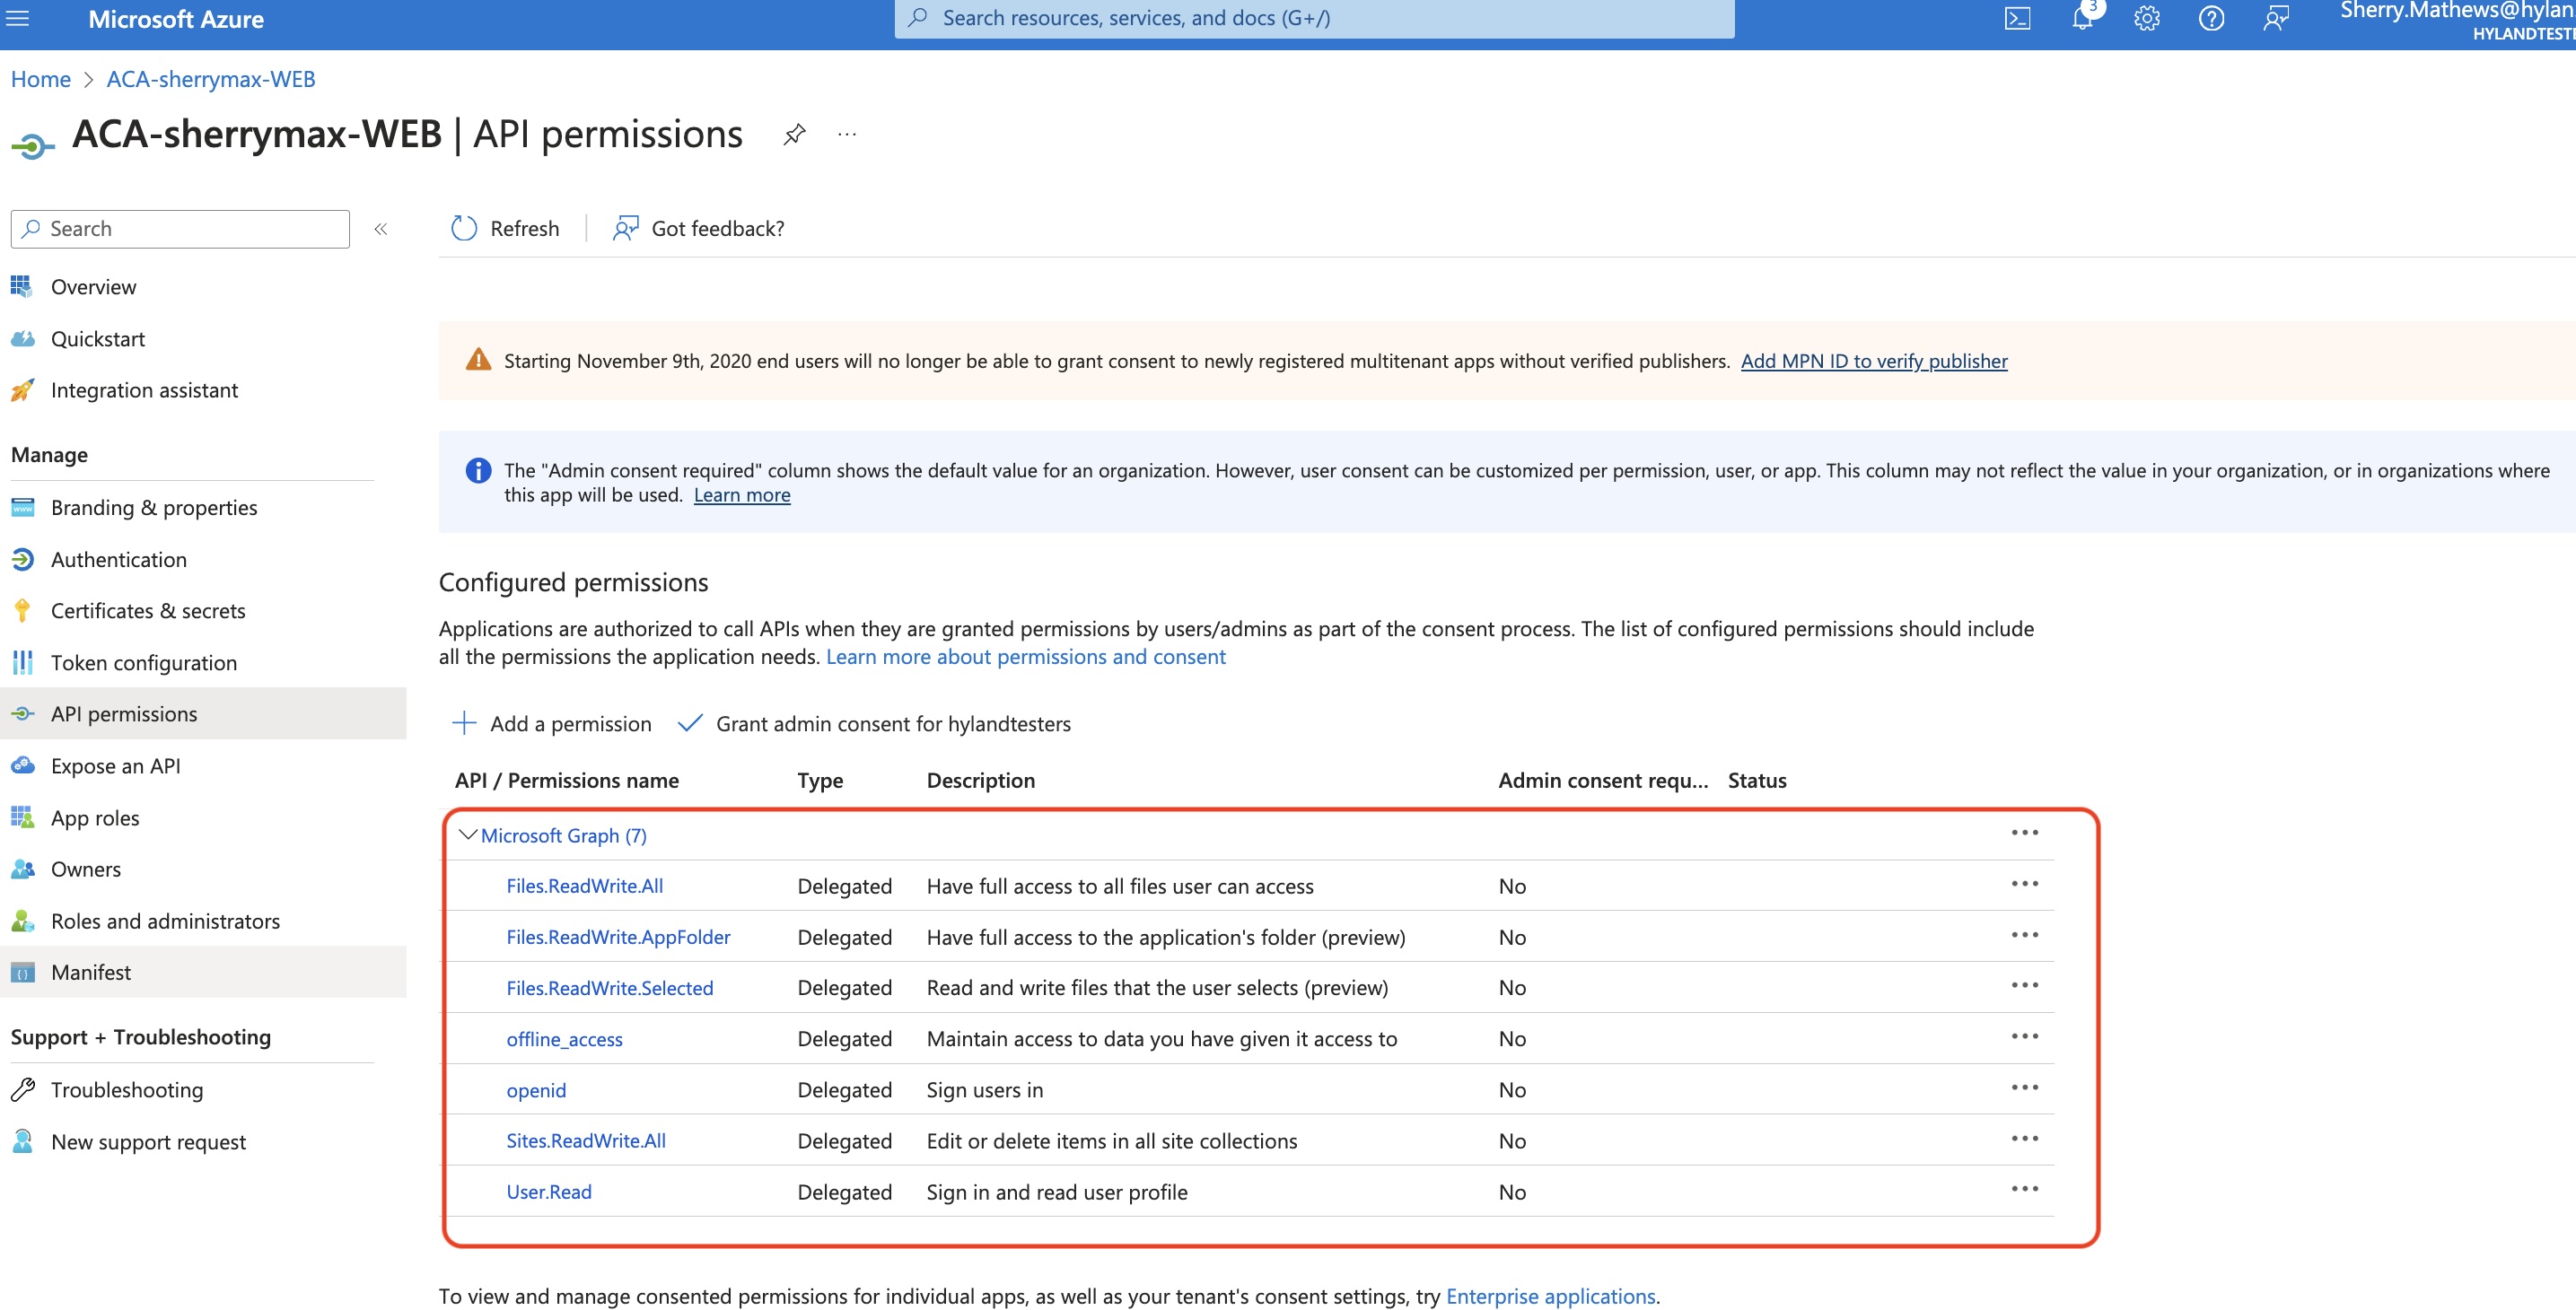 Microsoft Azure
Search resources, services, and docs (G+/)
3
Sherry.Mathews@hylan
HYLANDTEST
Home > ACA-sherrymax-WEB
ACA-sherrymax-WEB | API permissions
Search
Refresh
Got feedback?
Overview
Quickstart
Integration assistant
Manage
Branding & properties
Authentication
Certificates & secrets
Token configuration
API permissions
Expose an API
App roles
Owners
Roles and administrators
Manifest
Support + Troubleshooting
Troubleshooting
New support request
Starting November 9th, 2020 end users will no longer be able to grant consent to newly registered multitenant apps without verified publishers. Add MPN ID to verify publisher
The "Admin consent required" column shows the default value for an organization. However, user consent can be customized per permission, user, or app. This column may not reflect the value in your organization, or in organizations where
this app will be used. Learn more
Configured permissions
Applications are authorized to call APIs when they are granted permissions by users/admins as part of the consent process. The list of configured permissions should include
all the permissions the application needs. Learn more about permissions and consent
Add a permission Grant admin consent for hylandtesters
API / Permissions name Type Description Admin consent requ... Status
Microsoft Graph (7)
Files.ReadWrite.All Delegated Have full access to all files user can access No
Files.ReadWrite.AppFolder Delegated Have full access to the application's folder (preview) No
Files.ReadWrite.Selected Delegated Read and write files that the user selects (preview) No
offline_access Delegated Maintain access to data you have given it access to No
openid Delegated Sign users in No
Sites.ReadWrite.All Delegated Edit or delete items in all site collections No
User.Read Delegated Sign in and read user profile No
To view and manage consented permissions for individual apps, as well as your tenant's consent settings, try Enterprise applications.